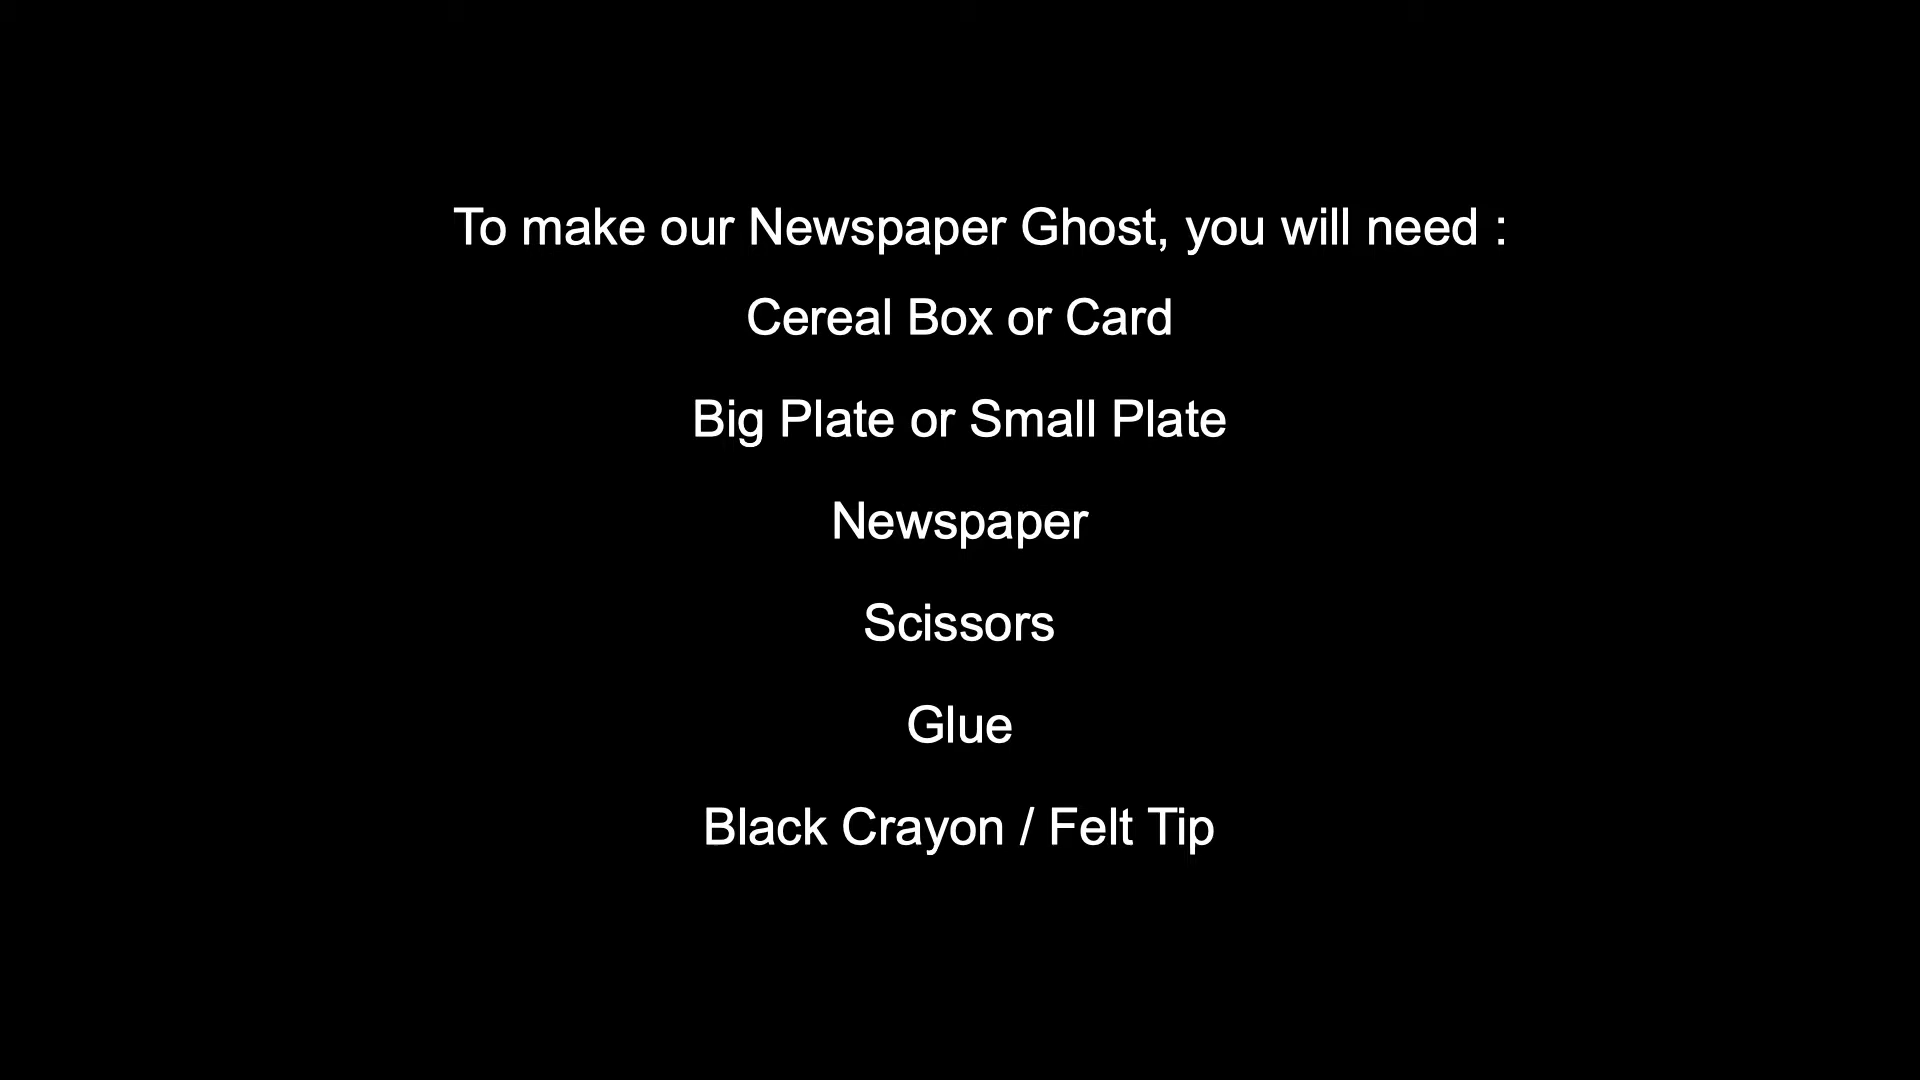 To make our Newspaper Ghost, you will need :
Cereal Box or Card
Big Plate or Small Plate
Newspaper
Scissors
Glue
Black Crayon / Felt Tip